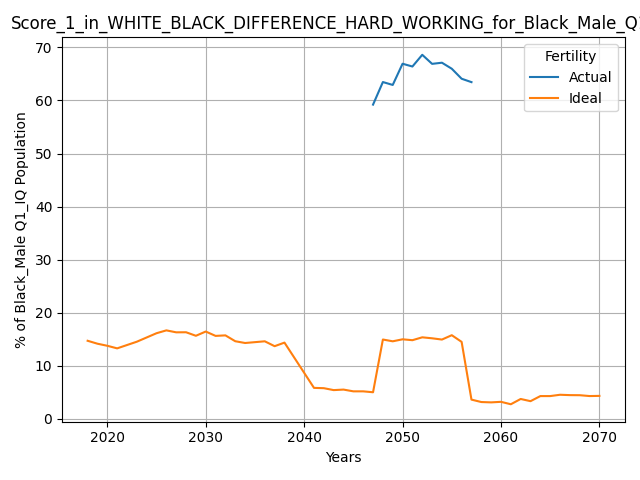 Score_1_in_WHITE_BLACK_DIFFERENCE_HARD_WORKING_for_Black_Male_Q
70
60
50
40
30
20
10
0
% of Black_Male Q1_IQ Population
Fertility
Actual
Ideal
2020
2030
2040
2050
2060
2070
Years